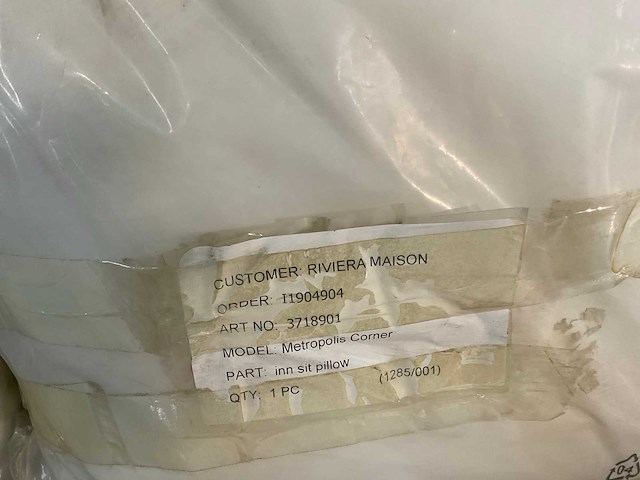 CUSTOMER: RIVIERA MAISON
ORDER: I1904904
ART NO: 3718901
MODEL: Metropolis Corner
PART: inn sit pillow
(1285/001)
QTY: 1 PC
04